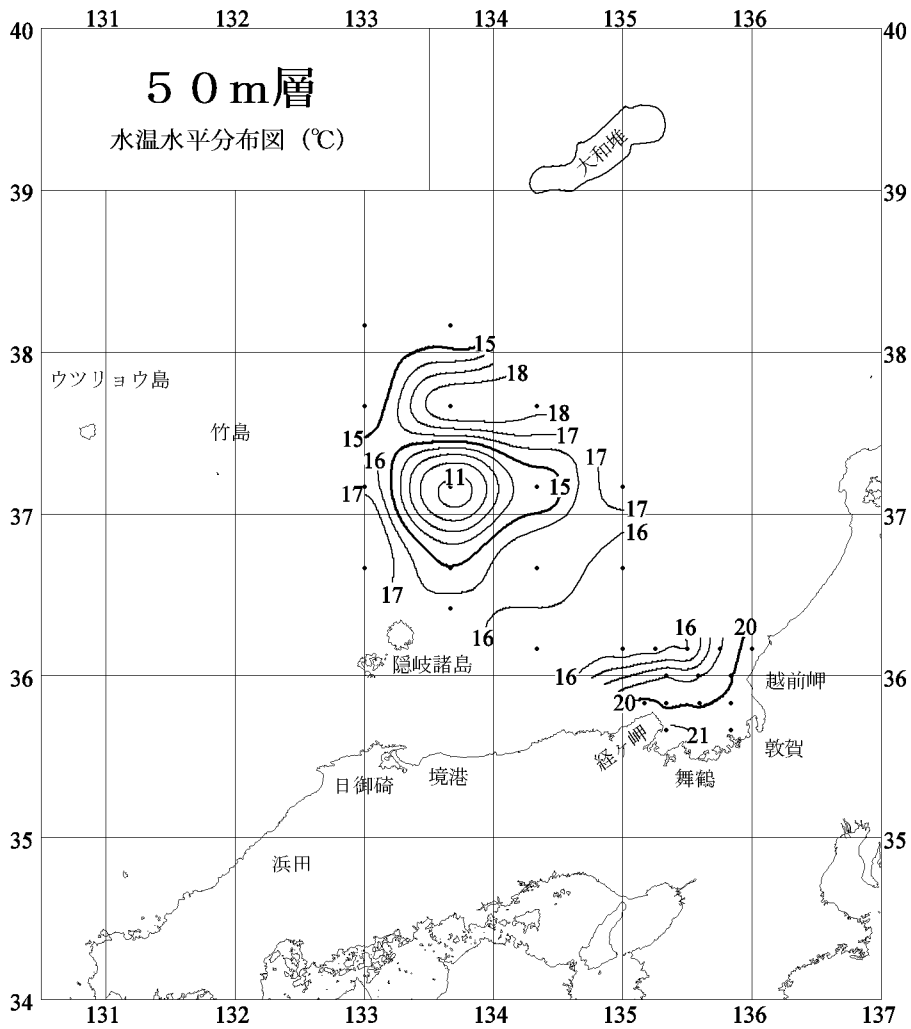 131 133 134 135 136
40 40
５０ｍ層
水温水平分布図（℃）
大和堆
39 39
38 38
15
18
ウツリョウ島
18
竹島
15
17
16
17
11
15
17
17
37 37
16
17
16
隠岐諸島
16
20
16
越前岬
36 36
20
21
経ヶ岬
敦賀
舞鶴
日御碕
境港
35 35
浜田
34
131 132 133 134 135 136 137